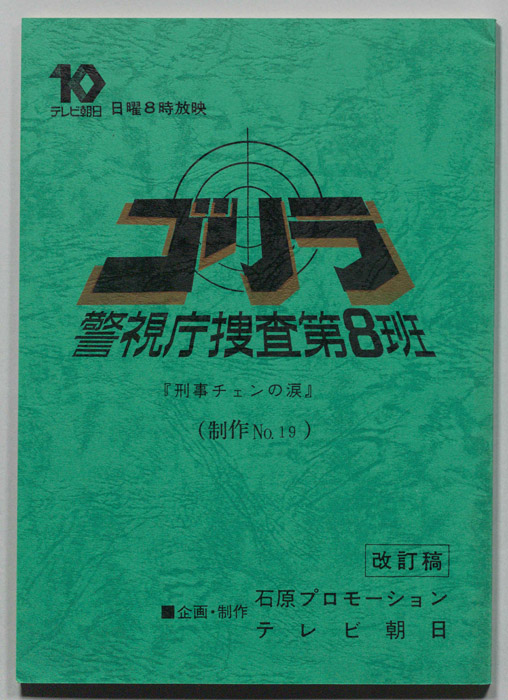 10
テレビ朝日 日曜8時放映
ゴリラ
警視庁捜査第8班
『刑事チェンの涙』
(制作No.19)
改訂稿
■企画・制作 石原プロモーション
テレビ朝日